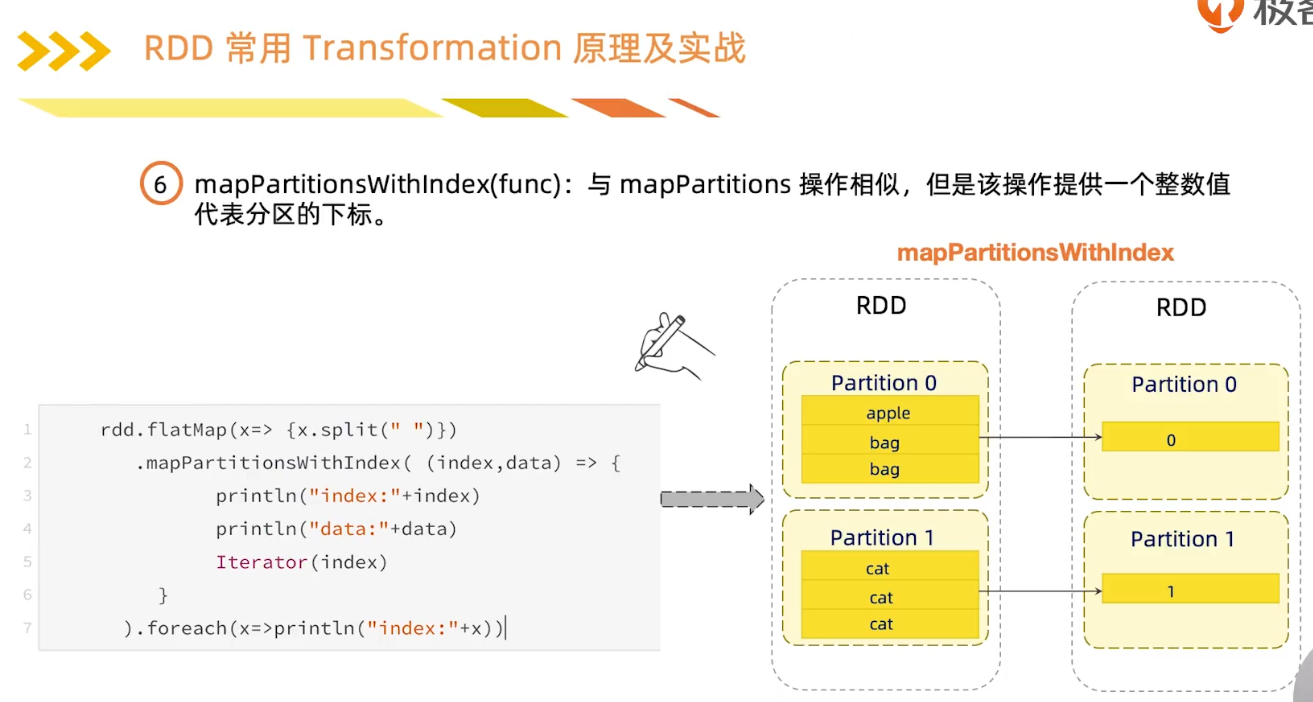 极客
RDD 常用 Transformation 原理及实战
6
mapPartitionsWithIndex(func)：与 mapPartitions 操作相似，但是该操作提供一个整数值
代表分区的下标。
mapPartitionsWithIndex
RDD
Partition 0
apple
bag
bag
Partition 1
cat
cat
cat
RDD
Partition 0
0
Partition 1
1
1 rdd.flatMap(x=> {x.split(" ")})
2 .mapPartitionsWithIndex( (index,data) => {
3 println("index:"+index)
4 println("data:"+data)
5 Iterator(index)
6 }
7 ).foreach(x=>println("index:"+x))